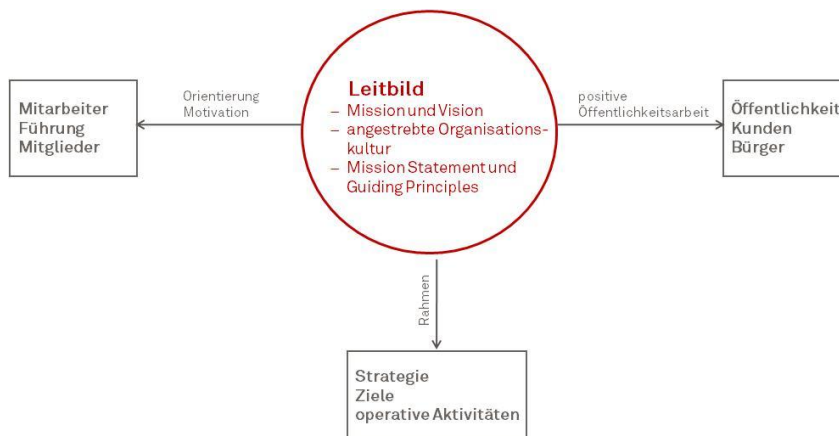 Leitbild
– Mission und Vision
– angestrebte Organisations-
kultur
– Mission Statement und
Guiding Principles
Orientierung
Motivation
Mitarbeiter
Führung
Mitglieder
positive
Öffentlichkeitsarbeit
Öffentlichkeit
Kunden
Bürger
Rahmen
Strategie
Ziele
operative Aktivitäten